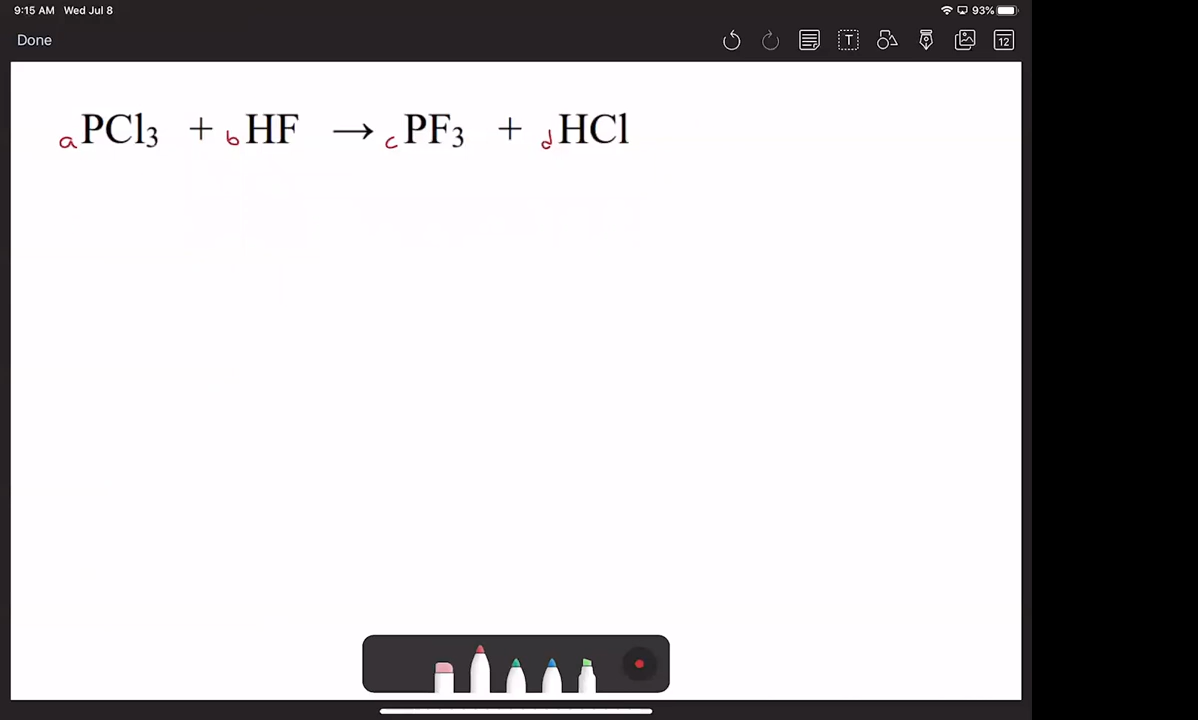 9:15 AM Wed Jul 8 93%
Done T 12
aPCl₃ + bHF → cPF₃ + dHCl